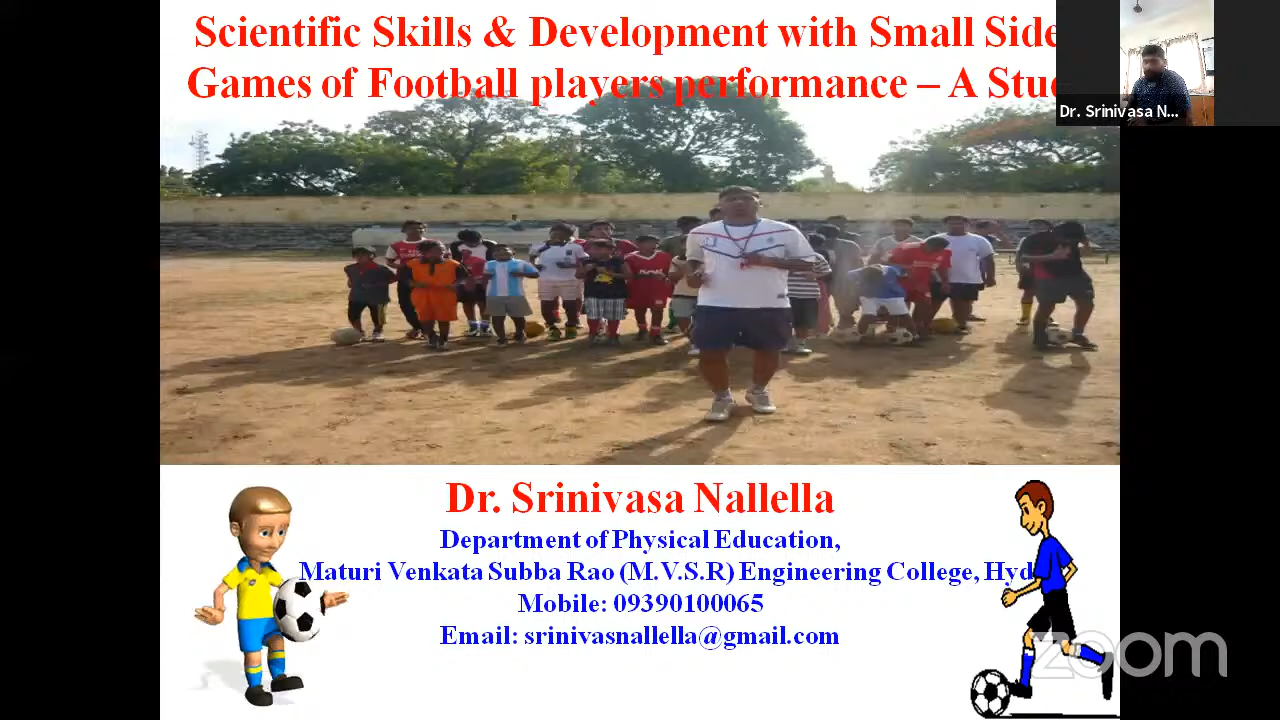 Scientific Skills & Development with Small Side
Games of Football players performance – A Stu
Dr. Srinivasa N...
Dr. Srinivasa Nallella
Department of Physical Education,
Maturi Venkata Subba Rao (M.V.S.R) Engineering College, Hyd
Mobile: 09390100065
Email: srinivasnallella@gmail.com
zoom